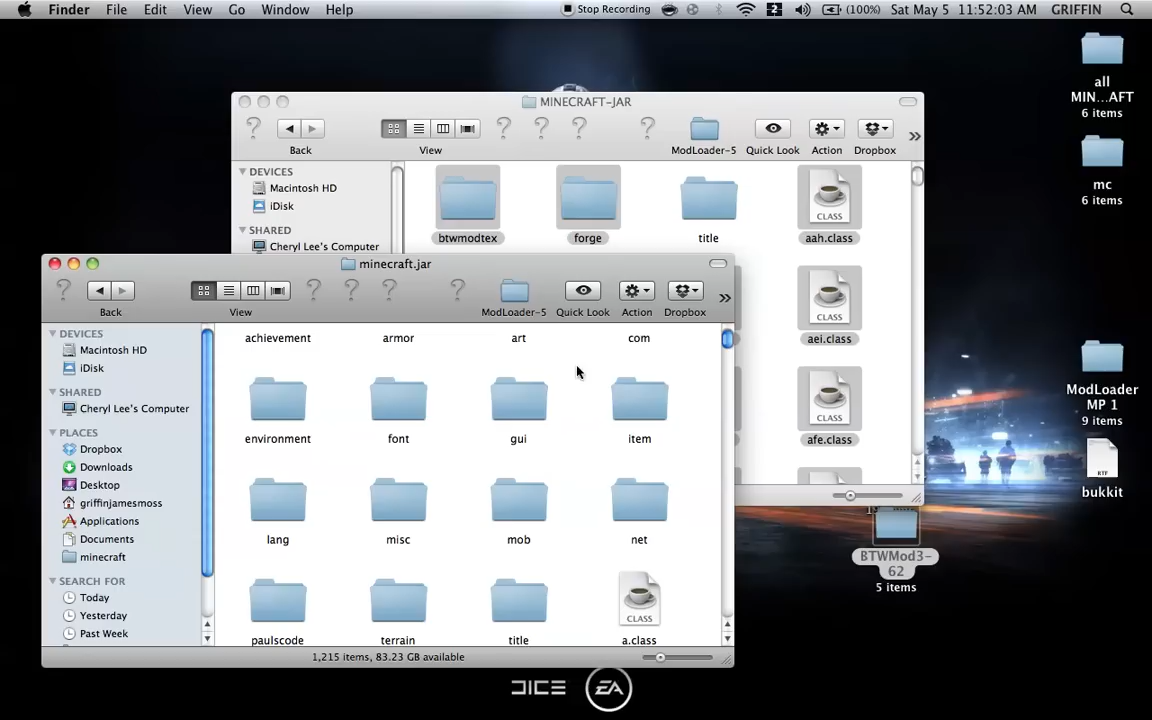 Finder File Edit View Go Window Help
Stop Recording 2 (100%) Sat May 5 11:52:03 AM GRIFFIN
all
MIN...AFT
6 items
mc
6 items
ModLoader
MP 1
9 items
RTF
bukkit
BTWMod3-
62
5 items
MINECRAFT-JAR
Back View ModLoader-5 Quick Look Action Dropbox
DEVICES
Macintosh HD
iDisk
SHARED
Cheryl Lee's Computer
CLASS
btwmodtex forge title aah.class
CLASS
aei.class
CLASS
afe.class
minecraft.jar
Back View ModLoader-5 Quick Look Action Dropbox
DEVICES
Macintosh HD
iDisk
SHARED
Cheryl Lee's Computer
PLACES
Dropbox
Downloads
Desktop
griffinjamesmoss
Applications
Documents
minecraft
SEARCH FOR
Today
Yesterday
Past Week
achievement armor art com
environment font gui item
lang misc mob net
CLASS
paulscode terrain title a.class
1,215 items, 83.23 GB available
DICE EA